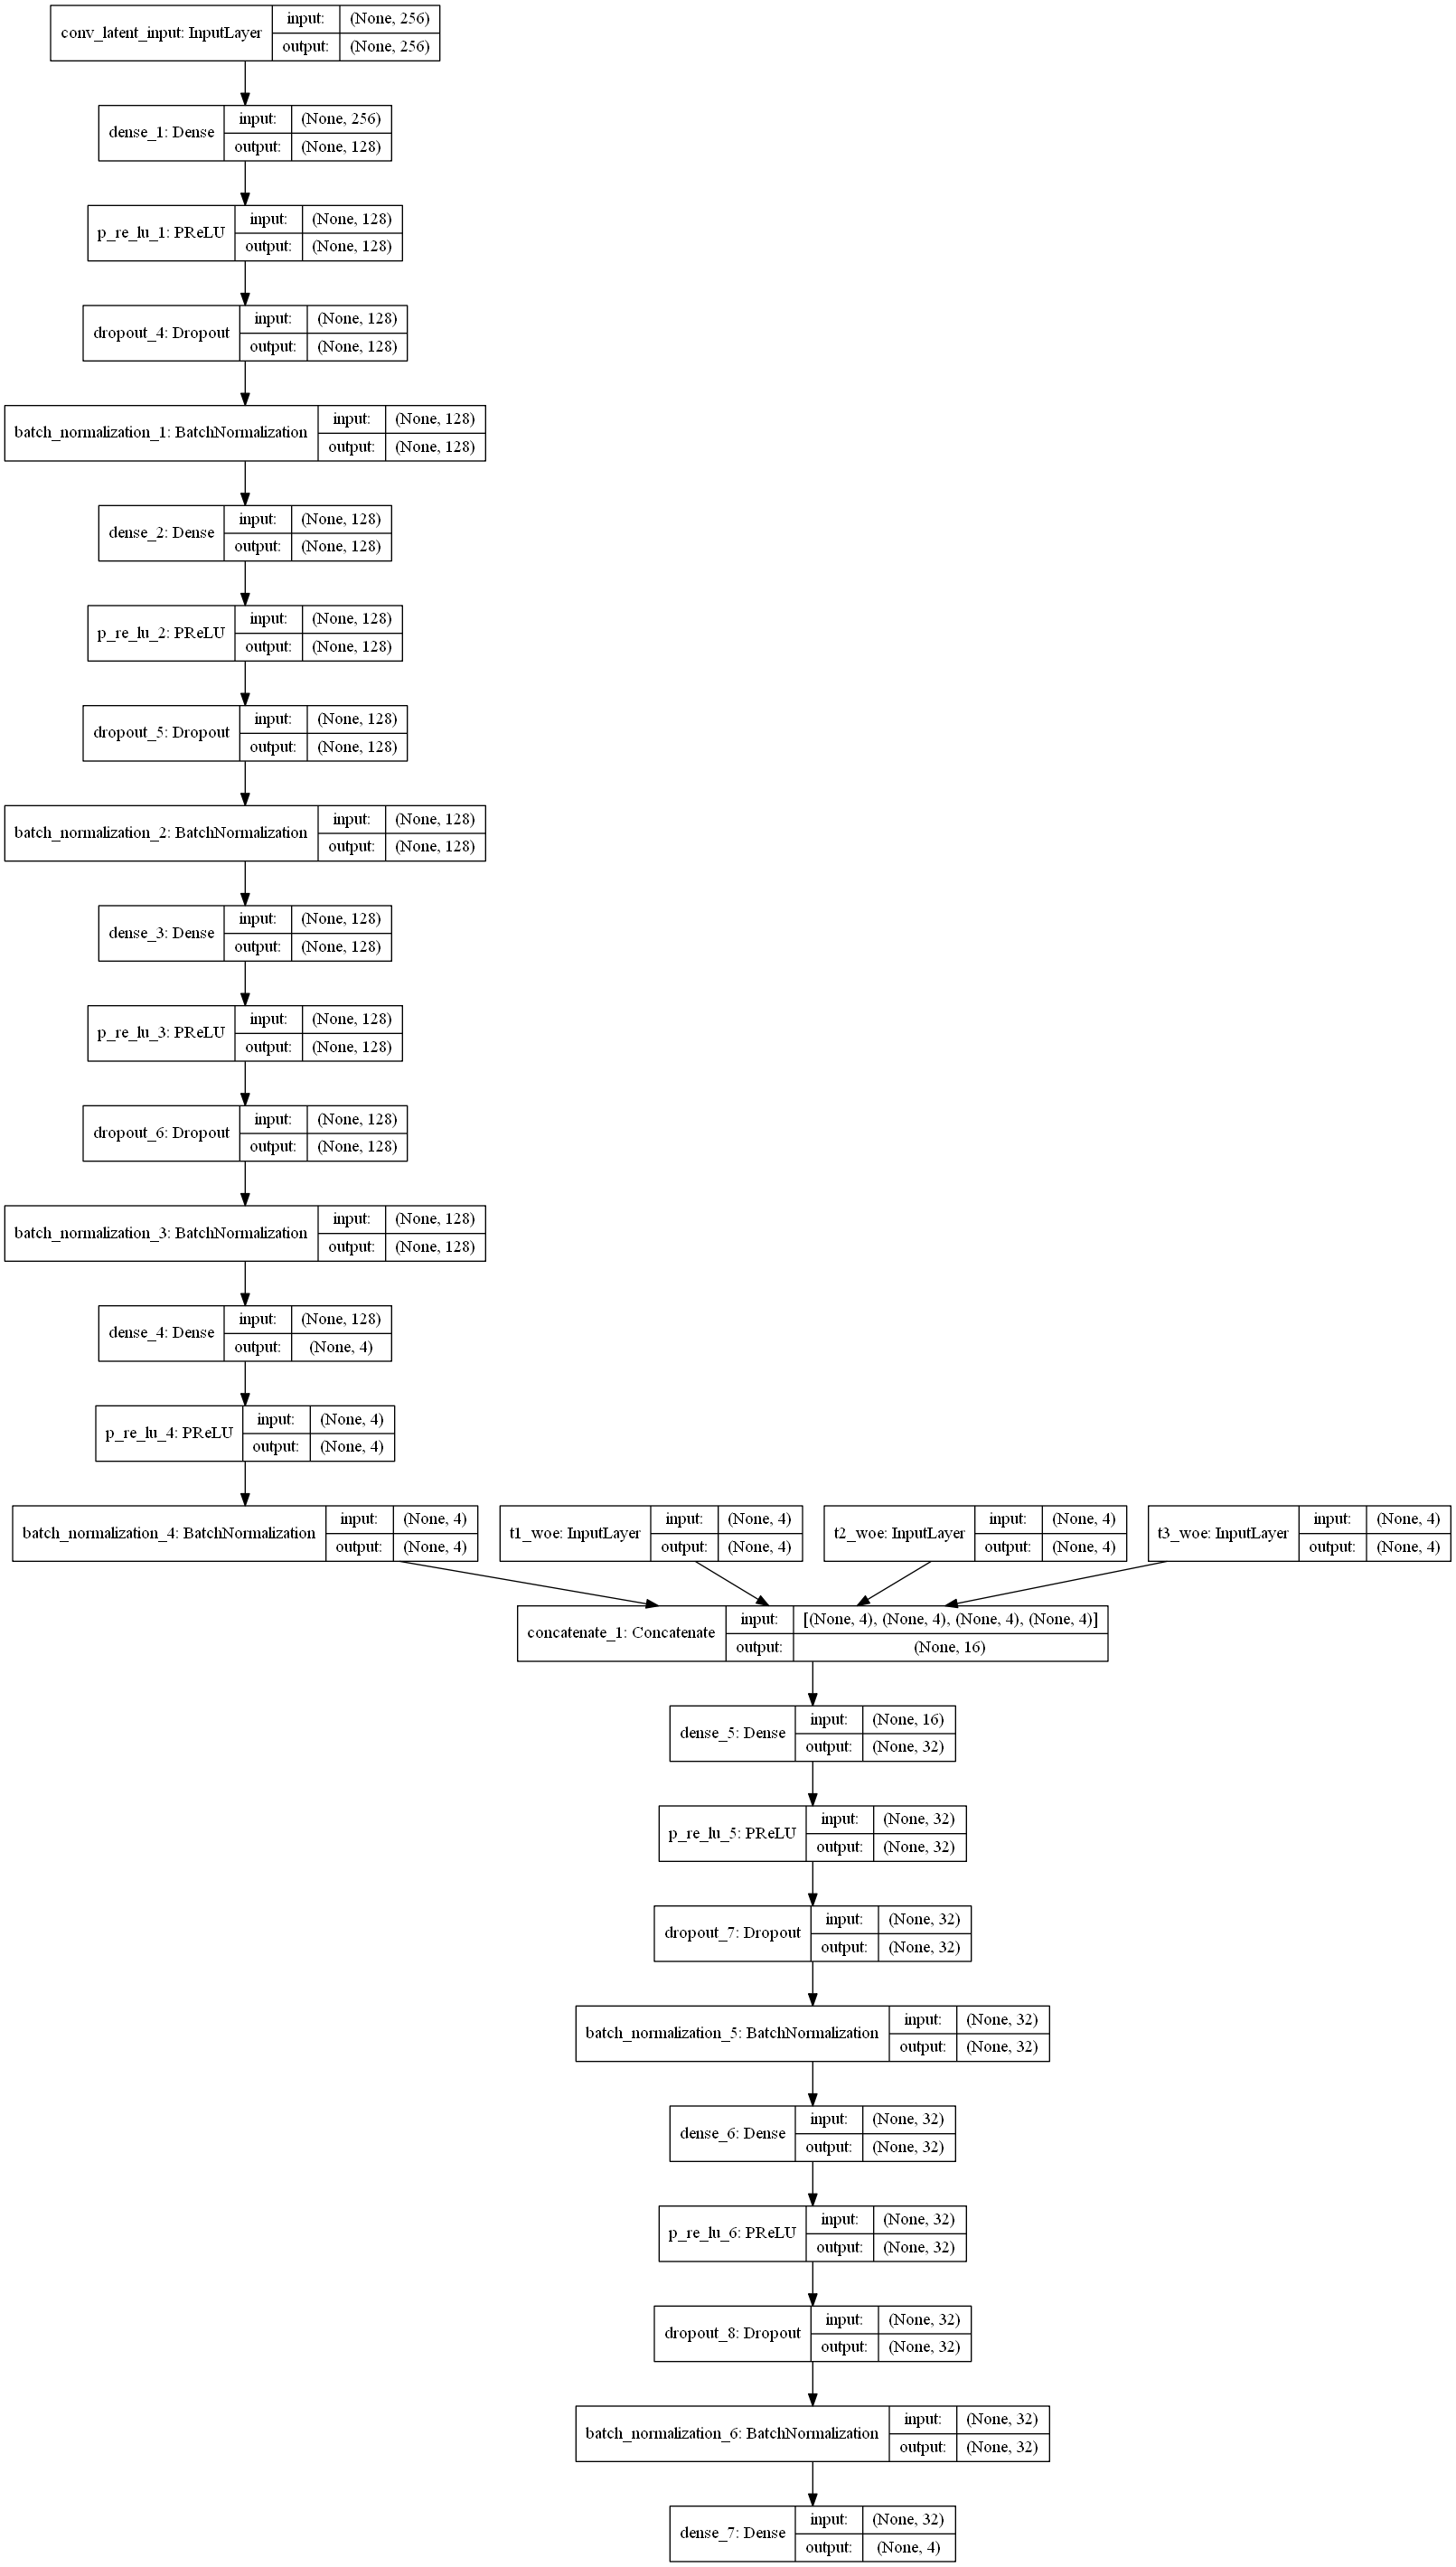 conv_latent_input: InputLayer
input: (None, 256)
output: (None, 256)
dense_1: Dense
input: (None, 256)
output: (None, 128)
p_re_lu_1: PReLU
input: (None, 128)
output: (None, 128)
dropout_4: Dropout
input: (None, 128)
output: (None, 128)
batch_normalization_1: BatchNormalization
input: (None, 128)
output: (None, 128)
dense_2: Dense
input: (None, 128)
output: (None, 128)
p_re_lu_2: PReLU
input: (None, 128)
output: (None, 128)
dropout_5: Dropout
input: (None, 128)
output: (None, 128)
batch_normalization_2: BatchNormalization
input: (None, 128)
output: (None, 128)
dense_3: Dense
input: (None, 128)
output: (None, 128)
p_re_lu_3: PReLU
input: (None, 128)
output: (None, 128)
dropout_6: Dropout
input: (None, 128)
output: (None, 128)
batch_normalization_3: BatchNormalization
input: (None, 128)
output: (None, 128)
dense_4: Dense
input: (None, 128)
output: (None, 4)
p_re_lu_4: PReLU
input: (None, 4)
output: (None, 4)
batch_normalization_4: BatchNormalization
input: (None, 4)
output: (None, 4)
t1_woe: InputLayer
input: (None, 4)
output: (None, 4)
t2_woe: InputLayer
input: (None, 4)
output: (None, 4)
t3_woe: InputLayer
input: (None, 4)
output: (None, 4)
concatenate_1: Concatenate
input: [(None, 4), (None, 4), (None, 4), (None, 4)]
output: (None, 16)
dense_5: Dense
input: (None, 16)
output: (None, 32)
p_re_lu_5: PReLU
input: (None, 32)
output: (None, 32)
dropout_7: Dropout
input: (None, 32)
output: (None, 32)
batch_normalization_5: BatchNormalization
input: (None, 32)
output: (None, 32)
dense_6: Dense
input: (None, 32)
output: (None, 32)
p_re_lu_6: PReLU
input: (None, 32)
output: (None, 32)
dropout_8: Dropout
input: (None, 32)
output: (None, 32)
batch_normalization_6: BatchNormalization
input: (None, 32)
output: (None, 32)
dense_7: Dense
input: (None, 32)
output: (None, 4)